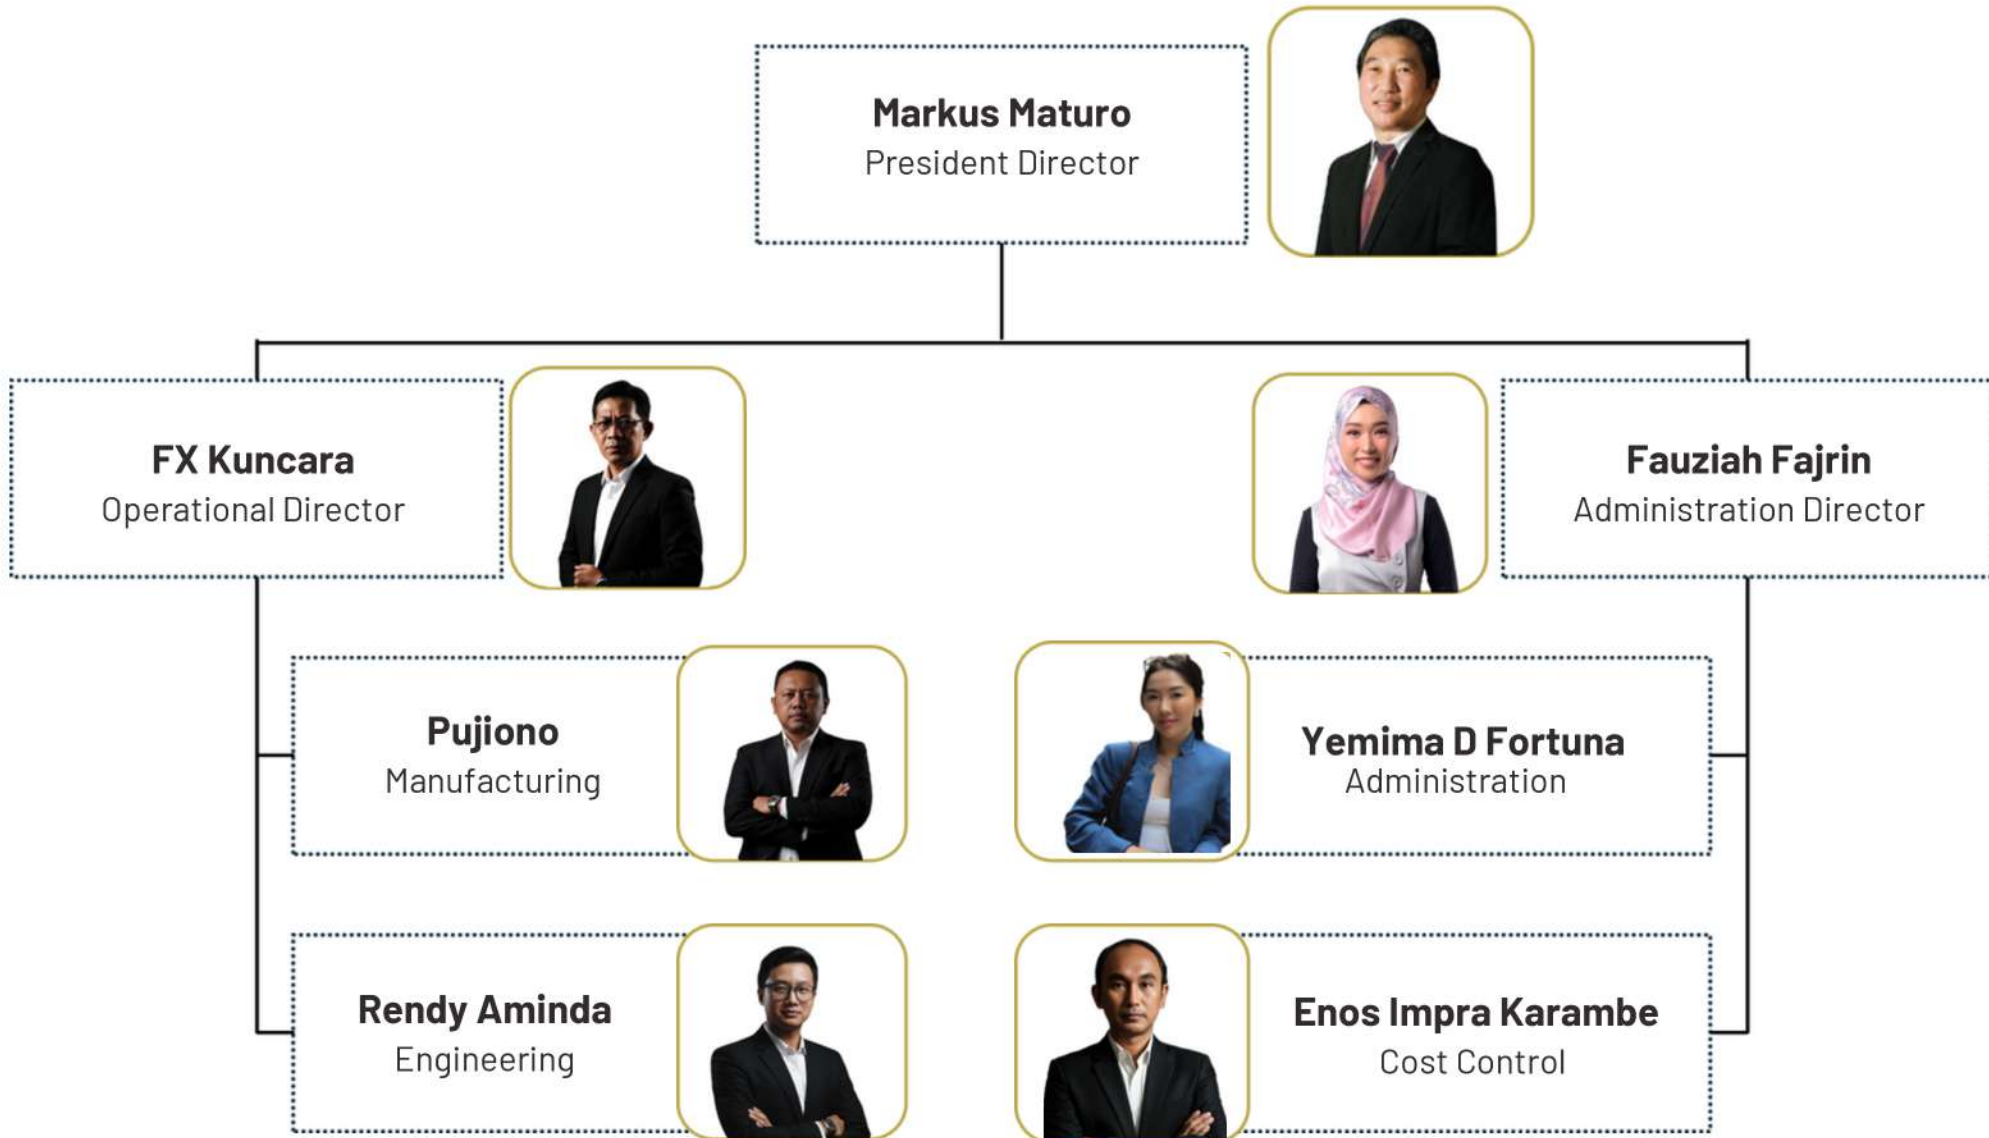 Markus Maturo
President Director
FX Kuncara
Operational Director
Fauziah Fajrin
Administration Director
Pujiono
Manufacturing
Yemima D Fortuna
Administration
Rendy Aminda
Engineering
Enos Impra Karambe
Cost Control